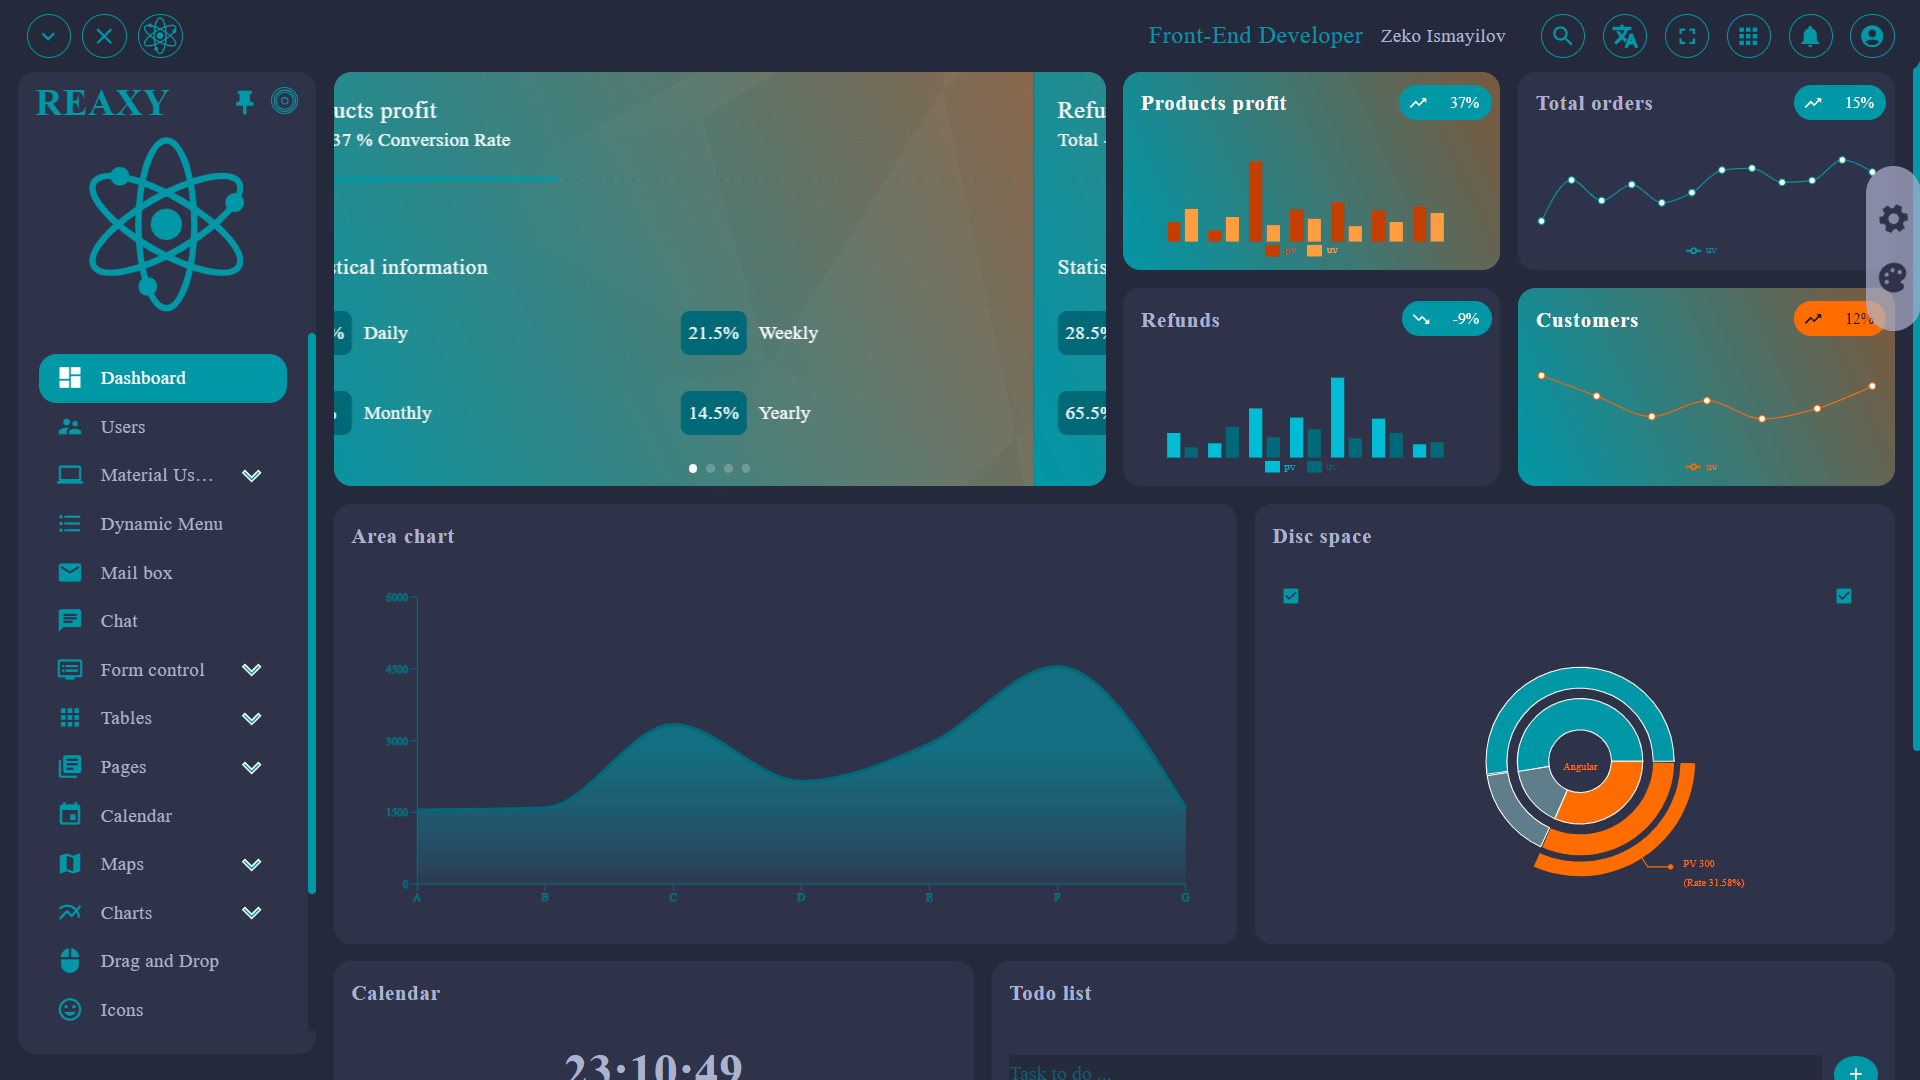 Front-End Developer
Zeko Ismayilov
REAXY
Dashboard
Users
Material Us...
Dynamic Menu
Mail box
Chat
Form control
Tables
Pages
Calendar
Maps
Charts
Drag and Drop
Icons
ucts profit
37 % Conversion Rate
tical information
% Daily
21.5% Weekly
Monthly
14.5% Yearly
Refu
Total -
Statis
28.5%
65.5%
Products profit
37%
pv uv
Total orders
15%
uv
Refunds
-9%
pv uv
Customers
12%
uv
Area chart
6000
4500
3000
1500
0
A B C D E F G
Disc space
Angular
PV 300
(Rate 31.58%)
Calendar
23:10:49
Todo list
Task to do ...